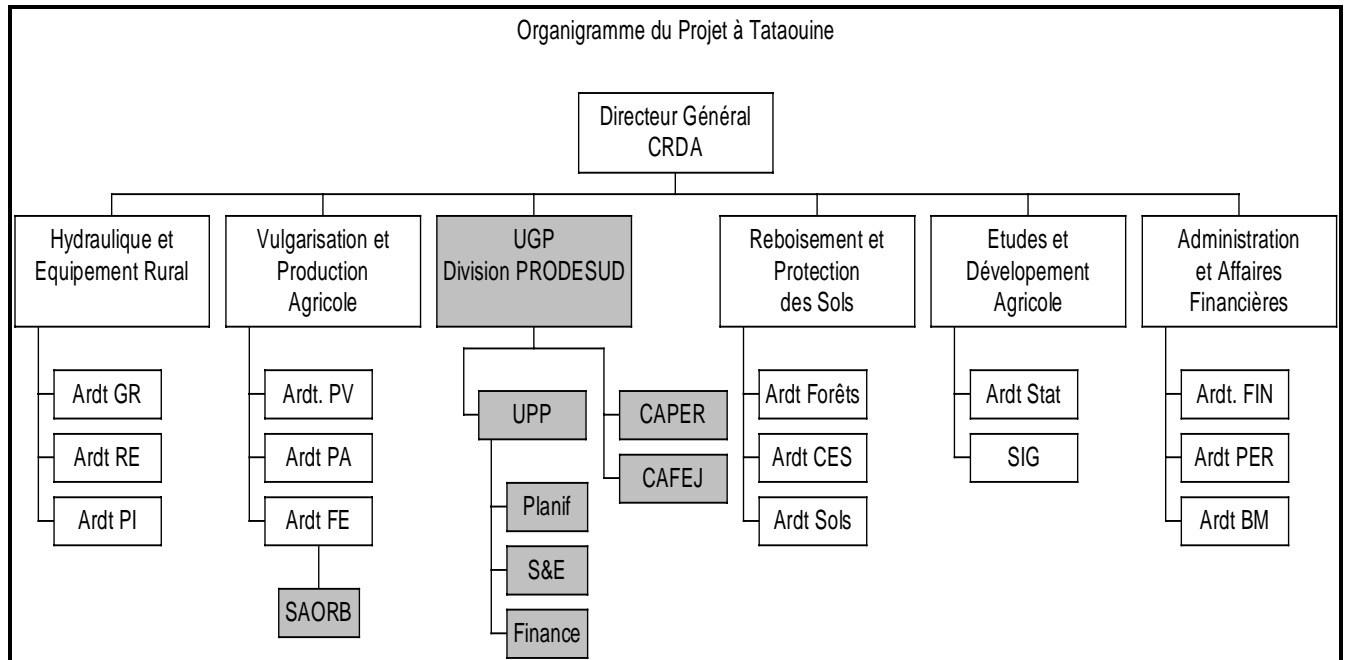 Organigramme du Projet à Tataouine
Directeur Général
CRDA
Hydraulique et
Equipement Rural
Vulgarisation et
Production
Agricole
UGP
Division PRODESUD
Reboisement et
Protection
des Sols
Etudes et
Dévelopement
Agricole
Administration
et Affaires
Financières
Ardt GR
Ardt RE
Ardt PI
Ardt. PV
Ardt PA
Ardt FE
SAORB
UPP
Planif
S&E
Finance
CAPER
CAFEJ
Ardt Forêts
Ardt CES
Ardt Sols
Ardt Stat
SIG
Ardt. FIN
Ardt PER
Ardt BM